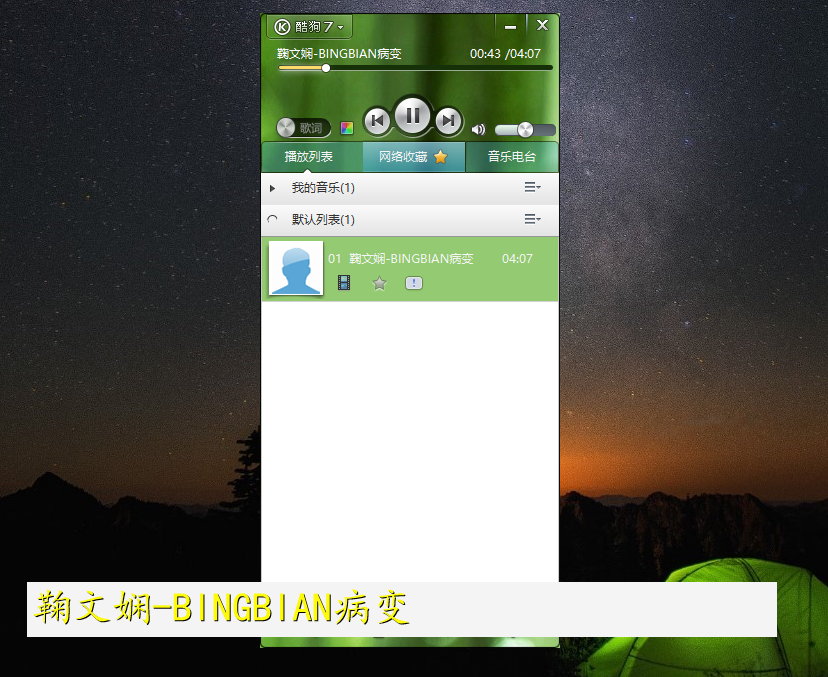 酷狗 7
鞠文娴-BINGBIAN病变 00:43 /04:07
歌词
播放列表 网络收藏 音乐电台
我的音乐(1)
默认列表(1)
01 鞠文娴-BINGBIAN病变 04:07
鞠文娴-BINGBIAN病变